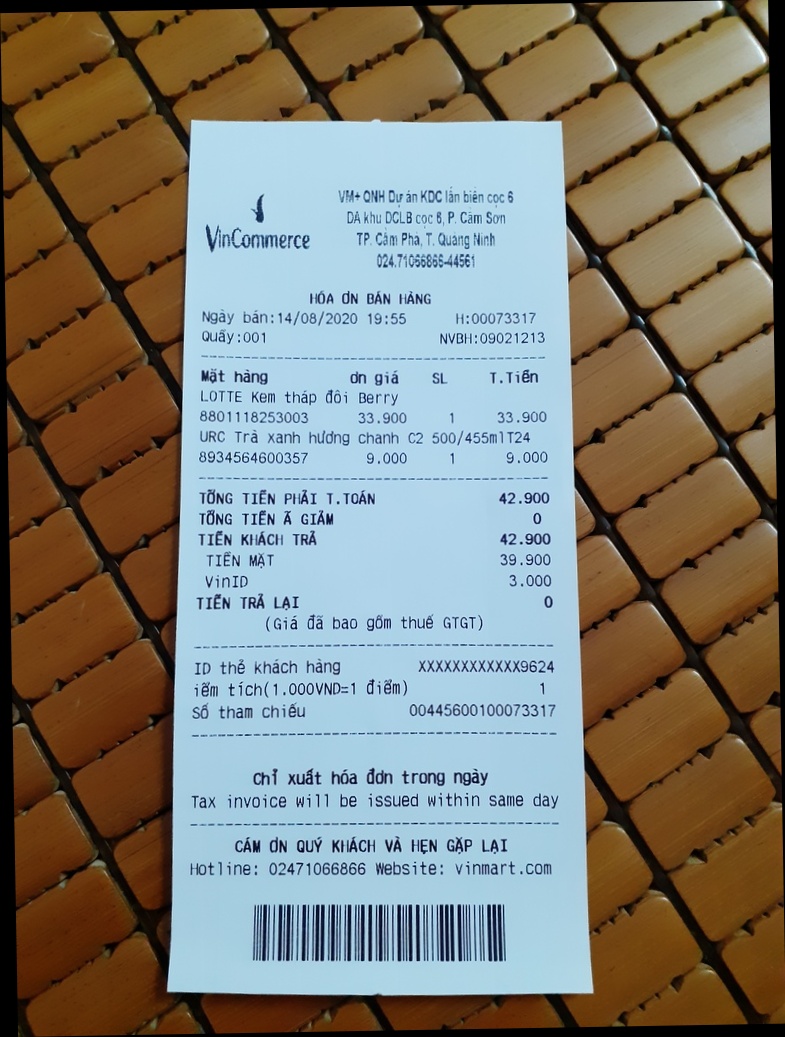 VinCommerce
VM+ QNH Dự án KDC lấn biên cọc 6
DA khu DCLB cọc 6, P. Cẩm Sơn
TP. Cẩm Phả, T. Quảng Ninh
024.71066866-44561
HÓA ƠN BÁN HÀNG
Ngày bán:14/08/2020 19:55 H:00073317
Quầy:001 NVBH:09021213
Mặt hàng ơn giá SL T.Tiền
LOTTE Kem tháp đôi Berry
8801118253003 33.900 1 33.900
URC Trà xanh hương chanh C2 500/455mlT24
8934564600357 9.000 1 9.000
TỔNG TIỀN PHẢI T.TOÁN 42.900
TỔNG TIỀN Ã GIẢM 0
TIỀN KHÁCH TRẢ 42.900
TIỀN MẶT 39.900
VinID 3.000
TIỀN TRẢ LẠI 0
(Giá đã bao gồm thuế GTGT)
ID thẻ khách hàng XXXXXXXXXXXX9624
iểm tích(1.000VND=1 điểm) 1
Số tham chiếu 00445600100073317
Chỉ xuất hóa đơn trong ngày
Tax invoice will be issued within same day
CÁM ƠN QUÝ KHÁCH VÀ HẸN GẶP LẠI
Hotline: 02471066866 Website: vinmart.com